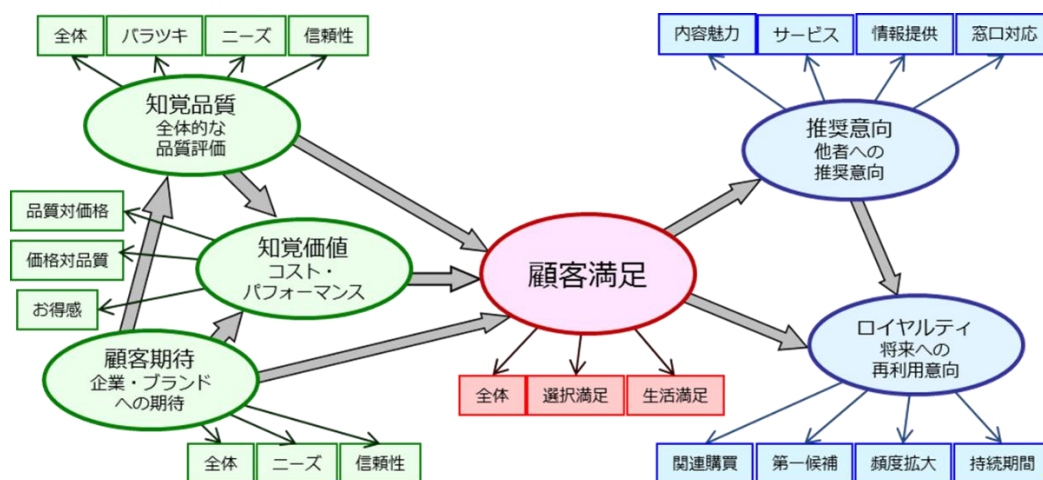 全体
バラツキ
ニーズ
信頼性
内容魅力
サービス
情報提供
窓口対応
知覚品質
全体的な
品質評価
推奨意向
他者への
推奨意向
品質対価格
価格対品質
お得感
知覚価値
コスト・
パフォーマンス
顧客満足
顧客期待
企業・ブランド
への期待
ロイヤルティ
将来への
再利用意向
全体
選択満足
生活満足
全体
ニーズ
信頼性
関連購買
第一候補
頻度拡大
持続期間